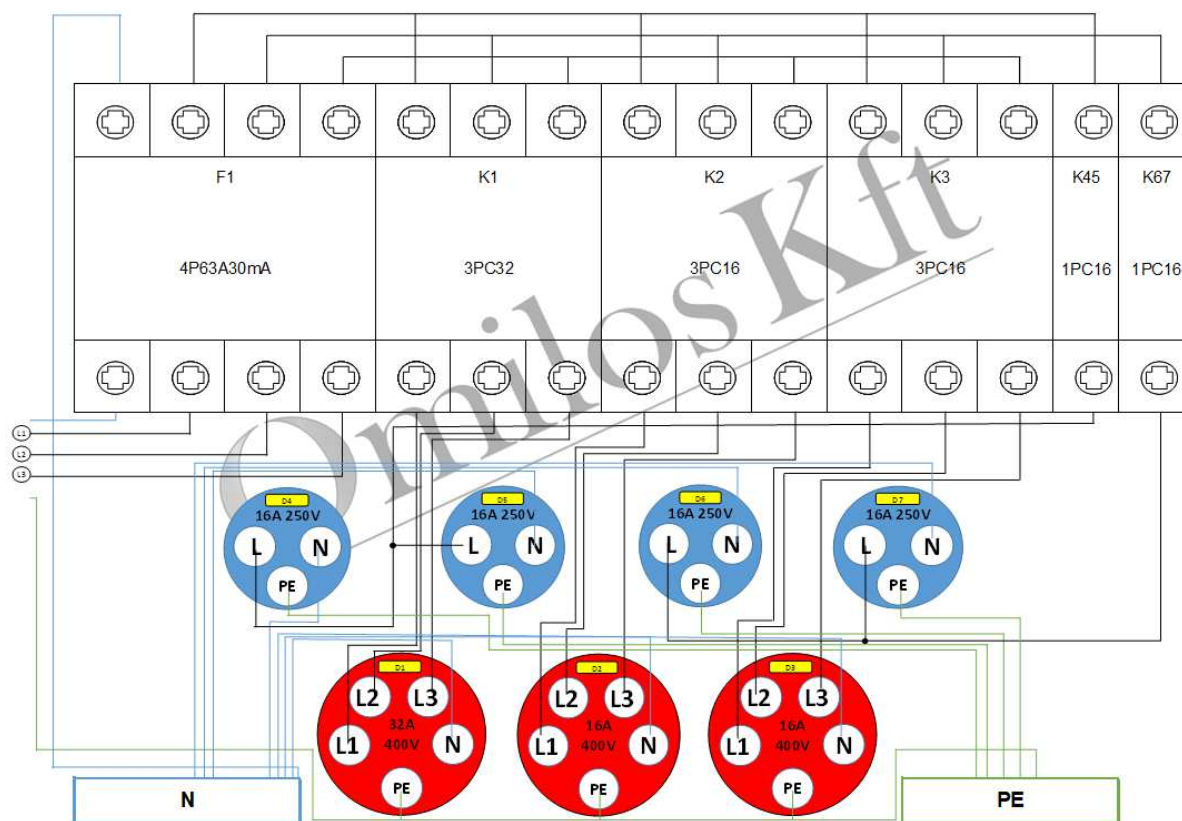 F1 K1 K2 K3 K45 K67
4P63A30mA 3PC32 3PC16 3PC16 1PC16 1PC16
Omilos Kft
L1
L2
L3
D4 D5 D6 D7
16A 250V 16A 250V 16A 250V 16A 250V
L N L N L N L N
PE PE PE PE
D1 D2 D3
L2 L3 L2 L3 L2 L3
32A 16A 16A
L1 400V N L1 400V N L1 400V N
PE PE PE
N PE